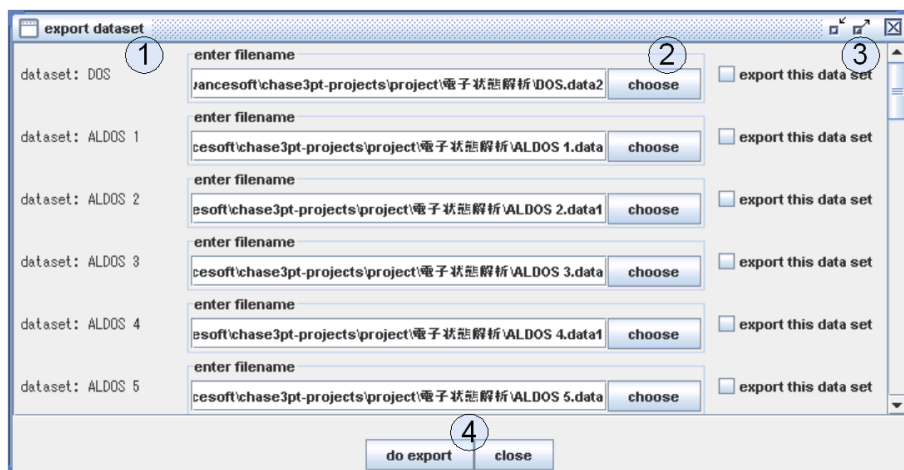 export dataset
1
2
3
enter filename
dataset: DOS
vancesoft\chase3pt-projects\project\電子状態解析\DOS.data2
choose
export this data set
enter filename
dataset: ALDOS 1
cesoft\chase3pt-projects\project\電子状態解析\ALDOS 1.data
choose
export this data set
enter filename
dataset: ALDOS 2
esoft\chase3pt-projects\project\電子状態解析\ALDOS 2.data1
choose
export this data set
enter filename
dataset: ALDOS 3
cesoft\chase3pt-projects\project\電子状態解析\ALDOS 3.data
choose
export this data set
enter filename
dataset: ALDOS 4
esoft\chase3pt-projects\project\電子状態解析\ALDOS 4.data1
choose
export this data set
enter filename
dataset: ALDOS 5
cesoft\chase3pt-projects\project\電子状態解析\ALDOS 5.data
choose
export this data set
4
do export
close